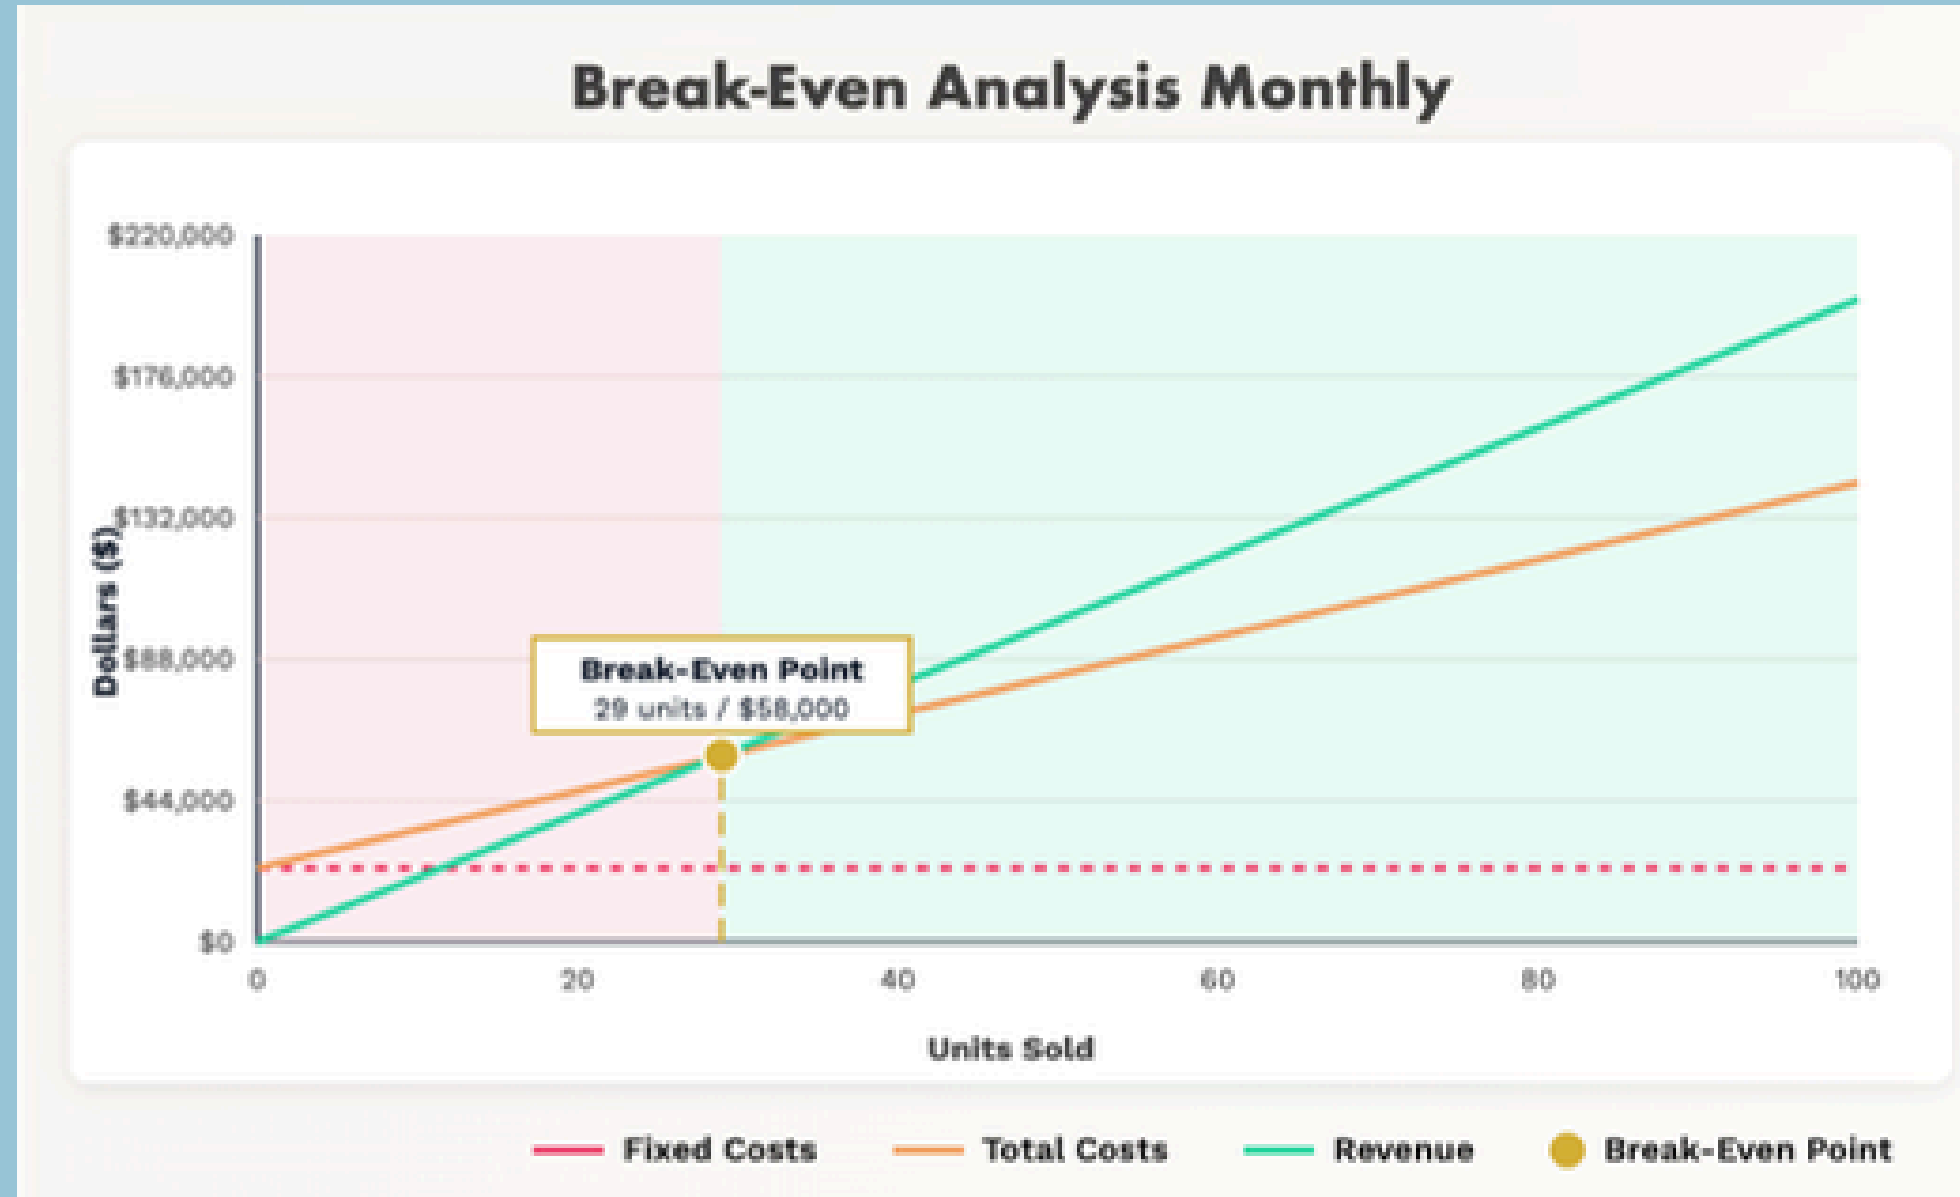 Break-Even Analysis Monthly
$220,000
$176,000
$132,000
$88,000
$44,000
$0
Dollars ($)
Break-Even Point
29 units / $58,000
0 20 40 60 80 100
Units Sold
Fixed Costs Total Costs Revenue Break-Even Point